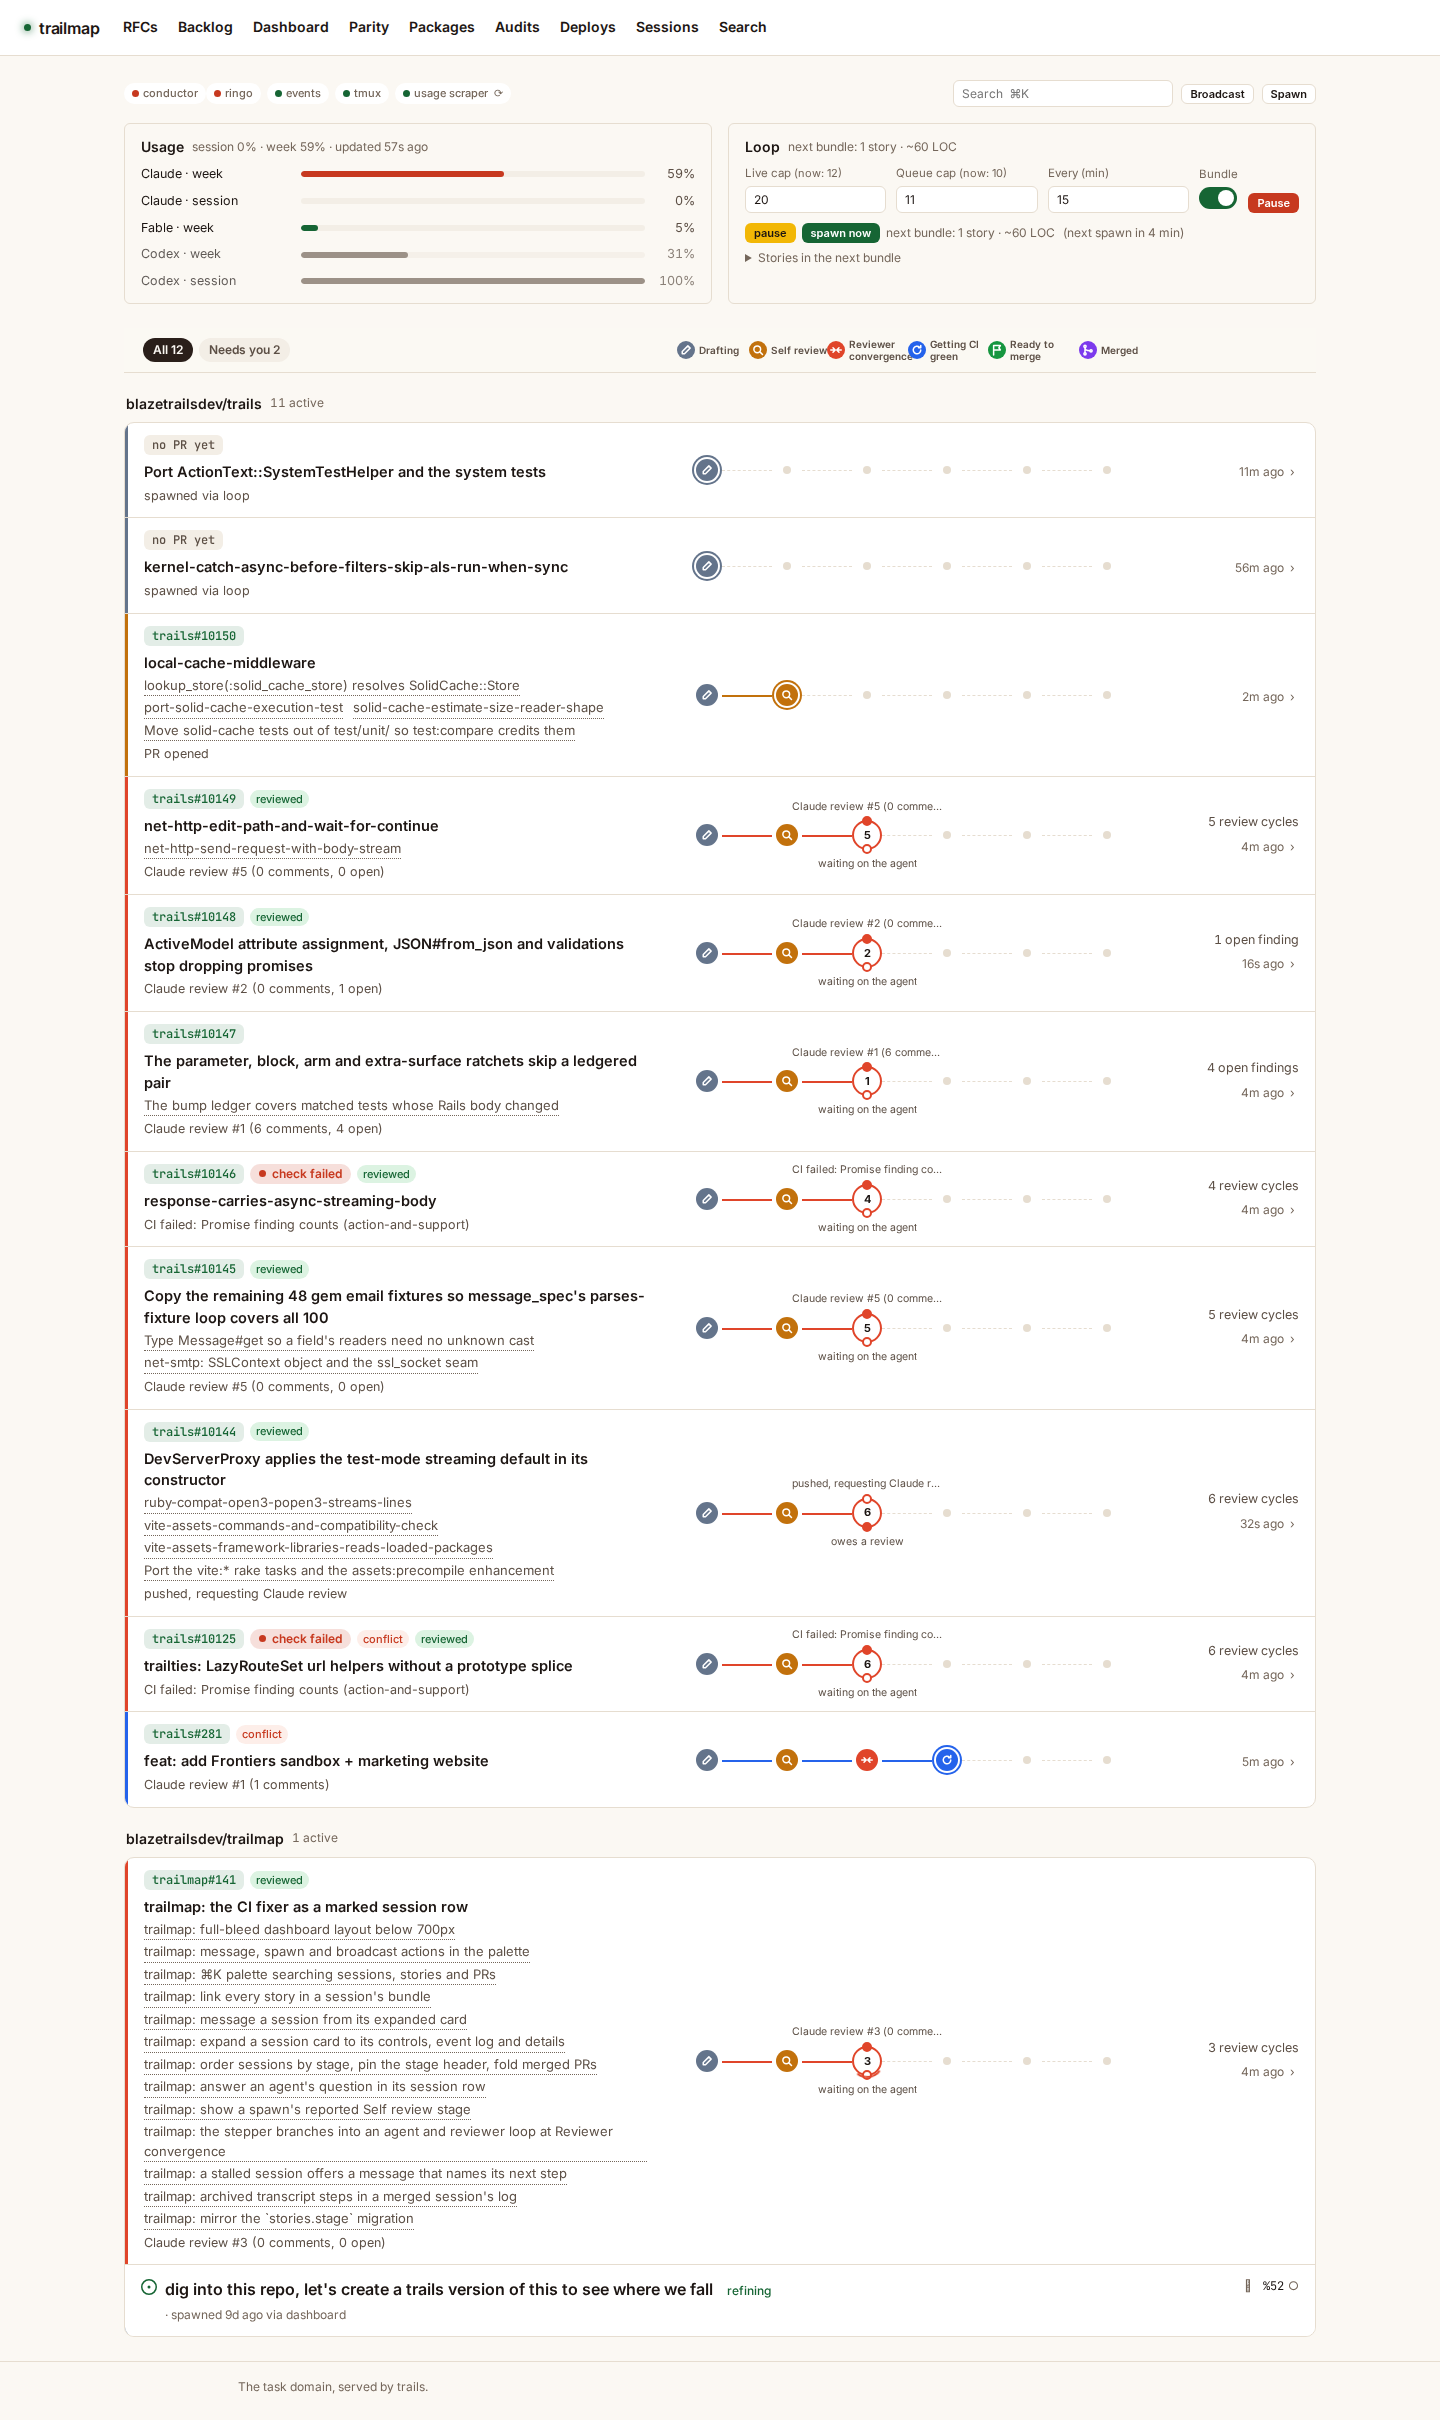 trailmap RFCs Backlog Dashboard Parity Packages Audits Deploys Sessions Search
conductor ringo events tmux usage scraper ⟳ Search ⌘K Broadcast Spawn
Usage session 0% · week 59% · updated 57s ago
Claude · week 59%
Claude · session 0%
Fable · week 5%
Codex · week 31%
Codex · session 100%
Loop next bundle: 1 story · ~60 LOC
Live cap (now: 12) Queue cap (now: 10) Every (min) Bundle
20 11 15 Pause
pause spawn now next bundle: 1 story · ~60 LOC (next spawn in 4 min)
▶ Stories in the next bundle
All 12 Needs you 2 Drafting Self review Reviewer convergence Getting CI green Ready to merge Merged
blazetrailsdev/trails 11 active
no PR yet
Port ActionText::SystemTestHelper and the system tests
spawned via loop
11m ago ›
no PR yet
kernel-catch-async-before-filters-skip-als-run-when-sync
spawned via loop
56m ago ›
trails#10150
local-cache-middleware
lookup_store(:solid_cache_store) resolves SolidCache::Store
port-solid-cache-execution-test solid-cache-estimate-size-reader-shape
Move solid-cache tests out of test/unit/ so test:compare credits them
PR opened
2m ago ›
trails#10149 reviewed
net-http-edit-path-and-wait-for-continue
net-http-send-request-with-body-stream
Claude review #5 (0 comments, 0 open)
Claude review #5 (0 comme...
5
waiting on the agent
5 review cycles
4m ago ›
trails#10148 reviewed
ActiveModel attribute assignment, JSON#from_json and validations
stop dropping promises
Claude review #2 (0 comments, 1 open)
Claude review #2 (0 comme...
2
waiting on the agent
1 open finding
16s ago ›
trails#10147
The parameter, block, arm and extra-surface ratchets skip a ledgered
pair
The bump ledger covers matched tests whose Rails body changed
Claude review #1 (6 comments, 4 open)
Claude review #1 (6 comme...
1
waiting on the agent
4 open findings
4m ago ›
trails#10146 check failed reviewed
response-carries-async-streaming-body
CI failed: Promise finding counts (action-and-support)
CI failed: Promise finding co...
4
waiting on the agent
4 review cycles
4m ago ›
trails#10145 reviewed
Copy the remaining 48 gem email fixtures so message_spec's parses-
fixture loop covers all 100
Type Message#get so a field's readers need no unknown cast
net-smtp: SSLContext object and the ssl_socket seam
Claude review #5 (0 comments, 0 open)
Claude review #5 (0 comme...
5
waiting on the agent
5 review cycles
4m ago ›
trails#10144 reviewed
DevServerProxy applies the test-mode streaming default in its
constructor
ruby-compat-open3-popen3-streams-lines
vite-assets-commands-and-compatibility-check
vite-assets-framework-libraries-reads-loaded-packages
Port the vite:* rake tasks and the assets:precompile enhancement
pushed, requesting Claude review
pushed, requesting Claude r...
6
owes a review
6 review cycles
32s ago ›
trails#10125 check failed conflict reviewed
trailties: LazyRouteSet url helpers without a prototype splice
CI failed: Promise finding counts (action-and-support)
CI failed: Promise finding co...
6
waiting on the agent
6 review cycles
4m ago ›
trails#281 conflict
feat: add Frontiers sandbox + marketing website
Claude review #1 (1 comments)
5m ago ›
blazetrailsdev/trailmap 1 active
trailmap#141 reviewed
trailmap: the CI fixer as a marked session row
trailmap: full-bleed dashboard layout below 700px
trailmap: message, spawn and broadcast actions in the palette
trailmap: ⌘K palette searching sessions, stories and PRs
trailmap: link every story in a session's bundle
trailmap: message a session from its expanded card
trailmap: expand a session card to its controls, event log and details
trailmap: order sessions by stage, pin the stage header, fold merged PRs
trailmap: answer an agent's question in its session row
trailmap: show a spawn's reported Self review stage
trailmap: the stepper branches into an agent and reviewer loop at Reviewer
convergence
trailmap: a stalled session offers a message that names its next step
trailmap: archived transcript steps in a merged session's log
trailmap: mirror the `stories.stage` migration
Claude review #3 (0 comments, 0 open)
Claude review #3 (0 comme...
3
waiting on the agent
3 review cycles
4m ago ›
dig into this repo, let's create a trails version of this to see where we fall refining
· spawned 9d ago via dashboard
%52
The task domain, served by trails.